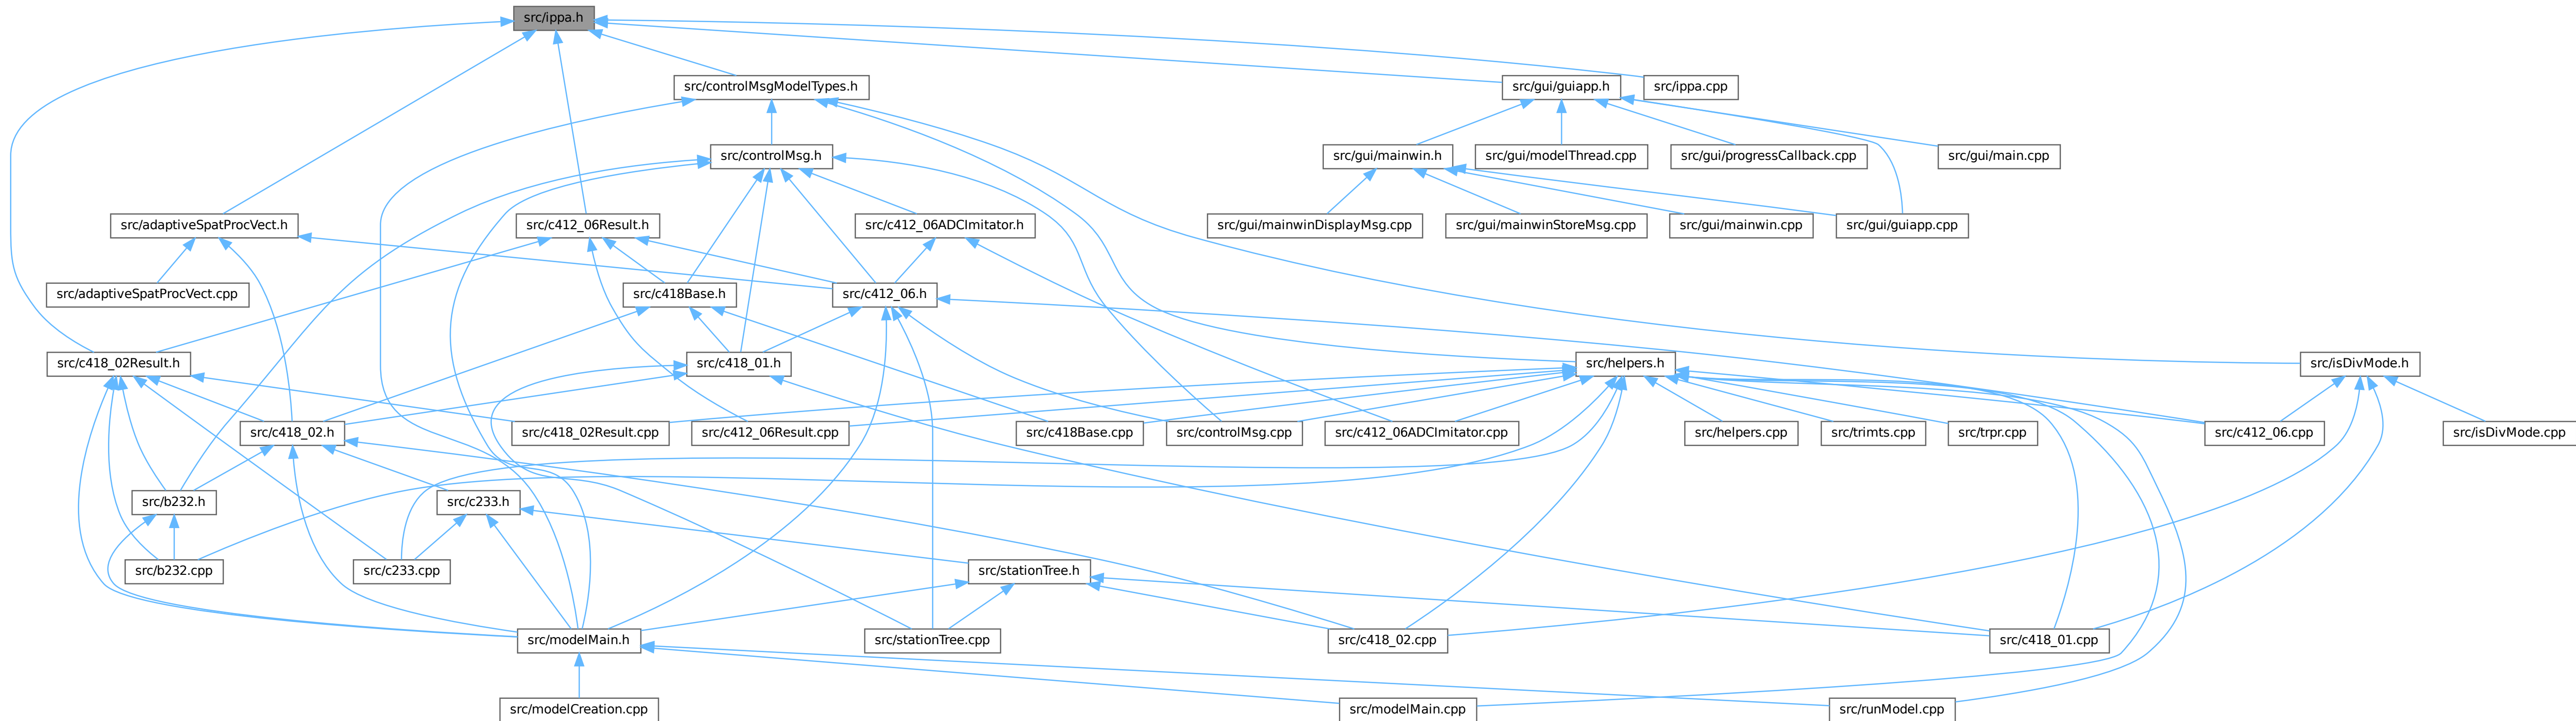 src/ippa.h
src/controlMsgModelTypes.h
src/gui/guiapp.h
src/ippa.cpp
src/controlMsg.h
src/gui/mainwin.h
src/gui/modelThread.cpp
src/gui/progressCallback.cpp
src/gui/main.cpp
src/adaptiveSpatProcVect.h
src/c412_06Result.h
src/c412_06ADCImitator.h
src/gui/mainwinDisplayMsg.cpp
src/gui/mainwinStoreMsg.cpp
src/gui/mainwin.cpp
src/gui/guiapp.cpp
src/adaptiveSpatProcVect.cpp
src/c418Base.h
src/c412_06.h
src/c418_02Result.h
src/c418_01.h
src/helpers.h
src/isDivMode.h
src/c418_02.h
src/c418_02Result.cpp
src/c412_06Result.cpp
src/c418Base.cpp
src/controlMsg.cpp
src/c412_06ADCImitator.cpp
src/helpers.cpp
src/trimts.cpp
src/trpr.cpp
src/c412_06.cpp
src/isDivMode.cpp
src/b232.h
src/c233.h
src/b232.cpp
src/c233.cpp
src/stationTree.h
src/modelMain.h
src/stationTree.cpp
src/c418_02.cpp
src/c418_01.cpp
src/modelCreation.cpp
src/modelMain.cpp
src/runModel.cpp